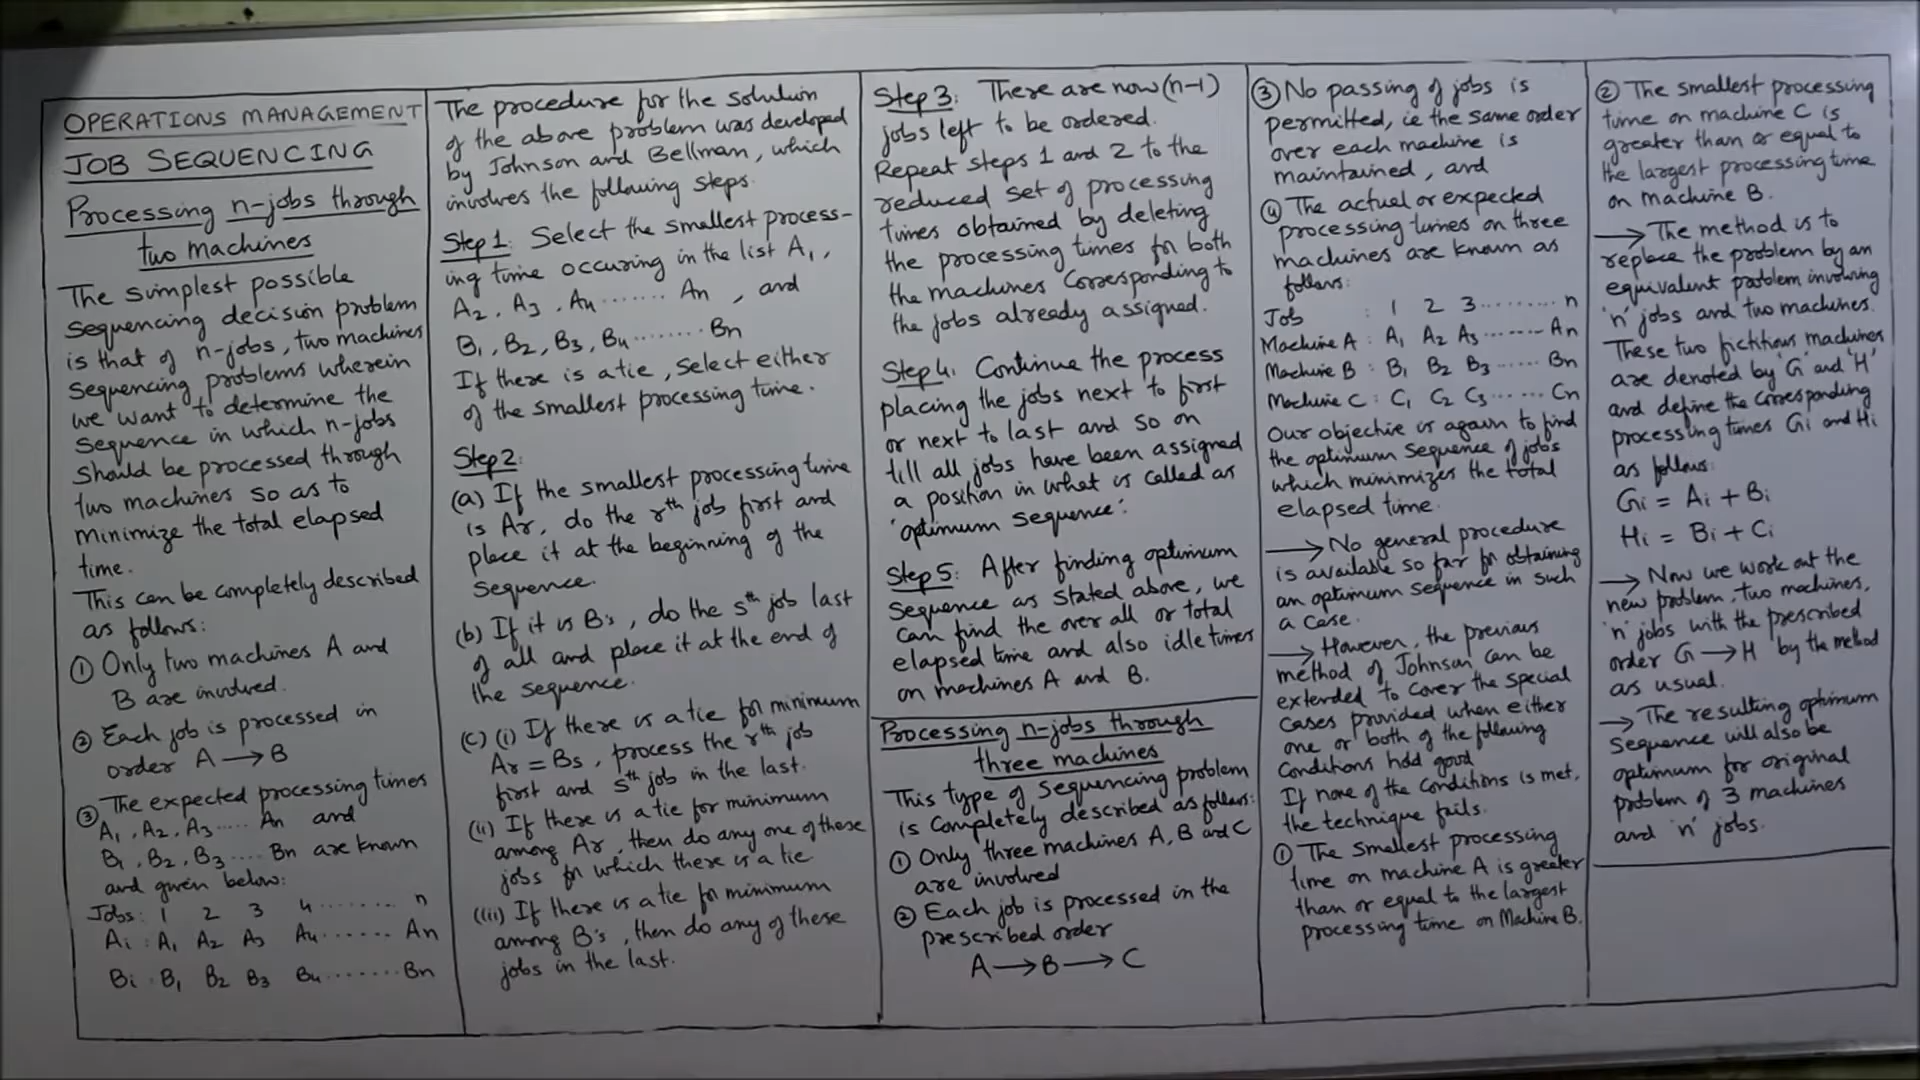 OPERATIONS MANAGEMENT
JOB SEQUENCING
Processing n-jobs through
two machines
The simplest possible
sequencing decision problem
is that of n-jobs, two machines
sequencing problems wherein
we want to determine the
sequence in which n-jobs
should be processed through
two machines so as to
minimize the total elapsed
time.
This can be completely described
as follows:
① Only two machines A and
B are involved.
② Each job is processed in
order A → B
③ The expected processing times
A1, A2, A3..... An and
B1, B2, B3.... Bn are known
and given below:
Jobs: 1 2 3 4........ n
Ai : A1 A2 A3 A4....... An
Bi : B1 B2 B3 B4........ Bn
The procedure for the solution
of the above problem was developed
by Johnson and Bellman, which
involves the following steps.
Step 1: Select the smallest process-
ing time occuring in the list A1,
A2, A3, A4....... An, and
B1, B2, B3, B4....... Bn
If there is a tie, select either
of the smallest processing time.
Step 2:
(a) If the smallest processing time
is Ar, do the rth job first and
place it at the beginning of the
sequence.
(b) If it is Bs, do the sth job last
of all and place it at the end of
the sequence.
(C) (i) If there is a tie for minimum
Ar = Bs, process the rth job
first and sth job in the last.
(ii) If there is a tie for minimum
among Ar, then do any one of these
jobs for which there is a tie
(iii) If there is a tie for minimum
among B's, then do any of these
jobs in the last.
Step 3: There are now (n-1)
jobs left to be ordered.
Repeat steps 1 and 2 to the
reduced set of processing
times obtained by deleting
the processing times for both
the machines corresponding to
the jobs already assigned.
Step 4. Continue the process
placing the jobs next to first
or next to last and so on
till all jobs have been assigned
a position in what is called as
'optimum sequence'.
Step 5: After finding optimum
sequence as stated above, we
can find the over all or total
elapsed time and also idle times
on machines A and B.
Processing n-jobs through
three machines
This type of sequencing problem
is completely described as follows:
① Only three machines A, B and C
are involved
② Each job is processed in the
prescribed order
A → B → C
③ No passing of jobs is
permitted, ie the same order
over each machine is
maintained, and
④ The actual or expected
processing times on three
machines are known as
follows:
Job : 1 2 3.......... n
Machine A : A1 A2 A3....... An
Machine B : B1 B2 B3...... Bn
Machine C : C1 C2 C3...... Cn
Our objective is again to find
the optimum sequence of jobs
which minimizes the total
elapsed time.
→ No general procedure
is available so far for obtaining
an optimum sequence in such
a case.
→ However, the previous
method of Johnson can be
extended to cover the special
cases provided when either
one or both of the following
conditions hold good
If none of the conditions is met,
the technique fails.
① The smallest processing
time on machine A is greater
than or equal to the largest
processing time on Machine B.
② The smallest processing
time on machine C is
greater than or equal to
the largest processing time
on machine B.
→ The method is to
replace the problem by an
equivalent problem involving
'n' jobs and two machines.
These two fictitious machines
are denoted by 'G' and 'H'
and define the corresponding
processing times Gi and Hi
as follows:
Gi = Ai + Bi
Hi = Bi + Ci
→ Now we work out the
new problem, two machines,
'n' jobs with the prescribed
order G → H by the method
as usual.
→ The resulting optimum
sequence will also be
optimum for original
problem of 3 machines
and 'n' jobs.